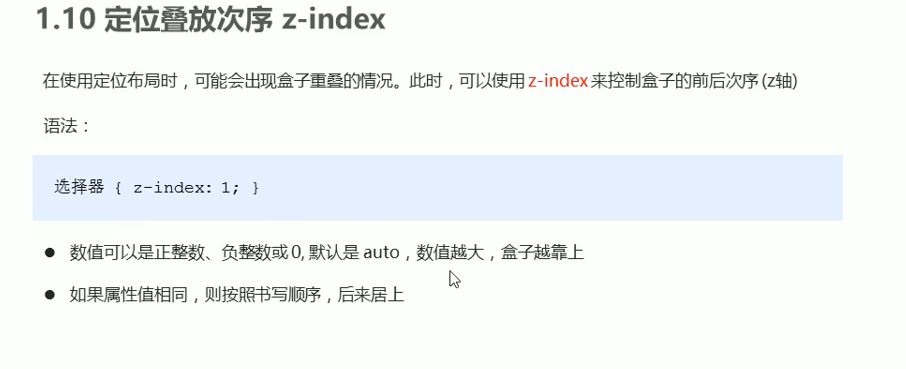 1.10 定位叠放次序 z-index
在使用定位布局时，可能会出现盒子重叠的情况。此时，可以使用 z-index 来控制盒子的前后次序 (z轴)
语法：
选择器 { z-index: 1; }
● 数值可以是正整数、负整数或 0, 默认是 auto，数值越大，盒子越靠上
● 如果属性值相同，则按照书写顺序，后来居上